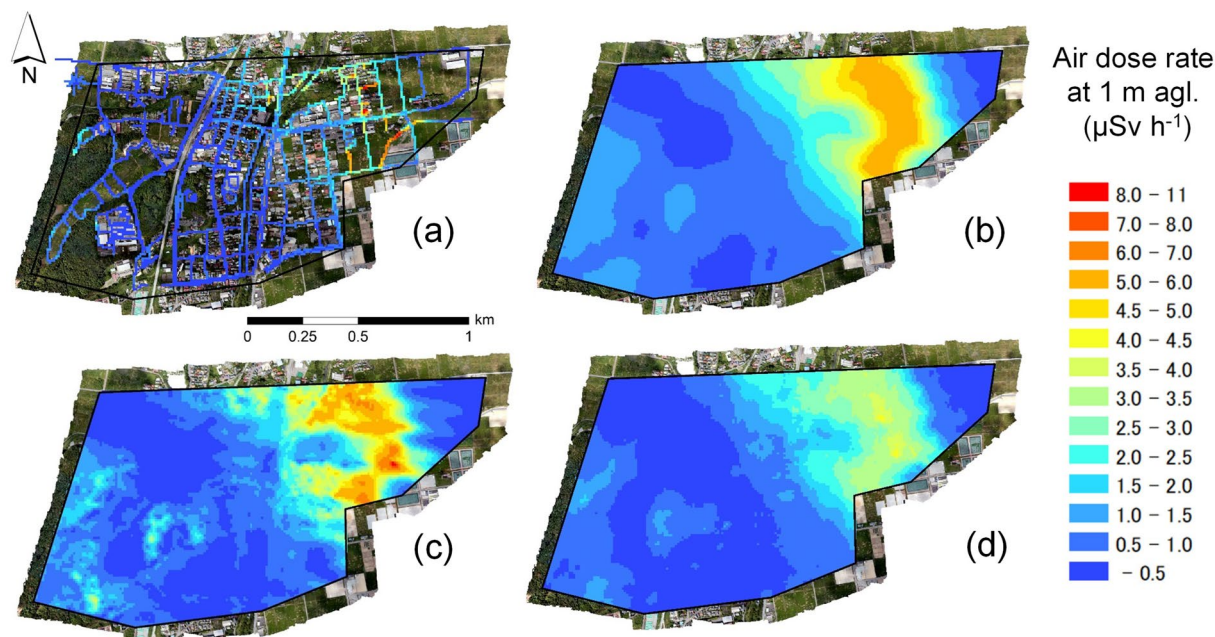 N
(a)
(b)
km
0 0.25 0.5 1
(c)
(d)
Air dose rate
at 1 m agl.
(μSv h⁻¹)
8.0 – 11
7.0 – 8.0
6.0 – 7.0
5.0 – 6.0
4.5 – 5.0
4.0 – 4.5
3.5 – 4.0
3.0 – 3.5
2.5 – 3.0
2.0 – 2.5
1.5 – 2.0
1.0 – 1.5
0.5 – 1.0
– 0.5